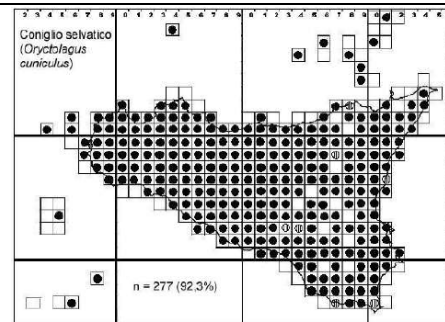 Coniglio selvatico
(Oryctolagus
cuniculus)
n = 277 (92,3%)